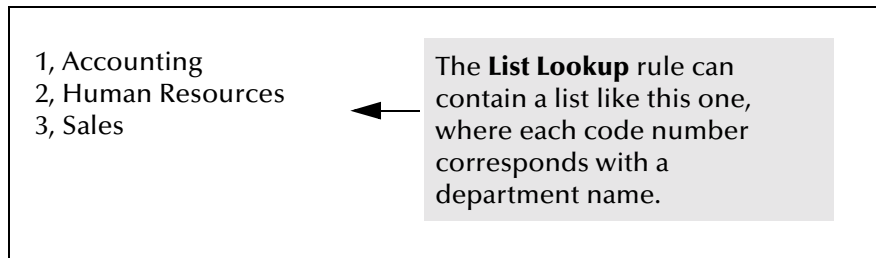 1, Accounting
2, Human Resources
3, Sales
The List Lookup rule can
contain a list like this one,
where each code number
corresponds with a
department name.